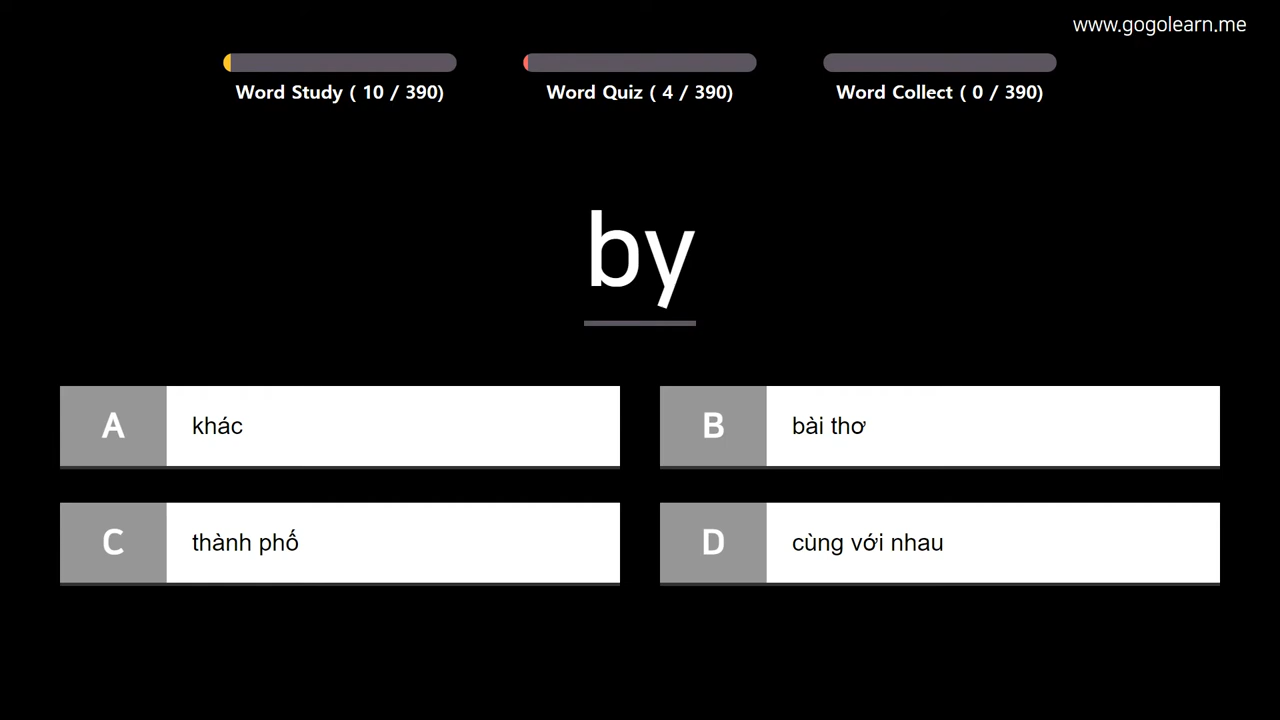 www.gogolearn.me
Word Study ( 10 / 390)
Word Quiz ( 4 / 390)
Word Collect ( 0 / 390)
by
A khác
B bài thơ
C thành phố
D cùng với nhau